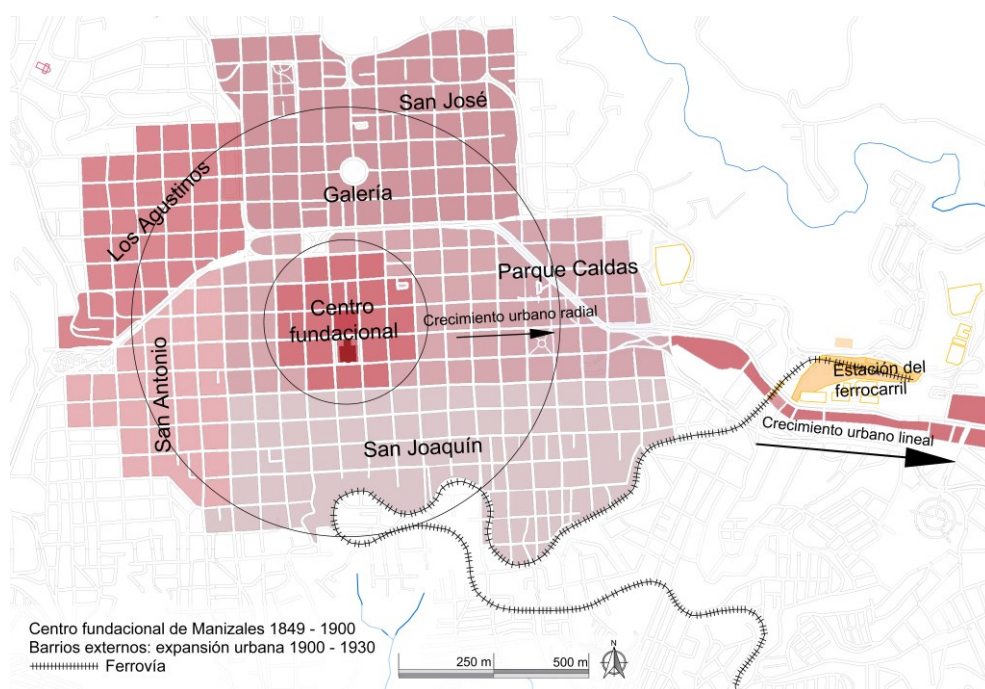 San José
Los Agustinos
Galería
Parque Caldas
Centro
fundacional
Crecimiento urbano radial
San Antonio
Estación del
ferrocarril
Crecimiento urbano lineal
San Joaquín
Centro fundacional de Manizales 1849 - 1900
Barrios externos: expansión urbana 1900 - 1930
Ferrovía
250 m
500 m
N